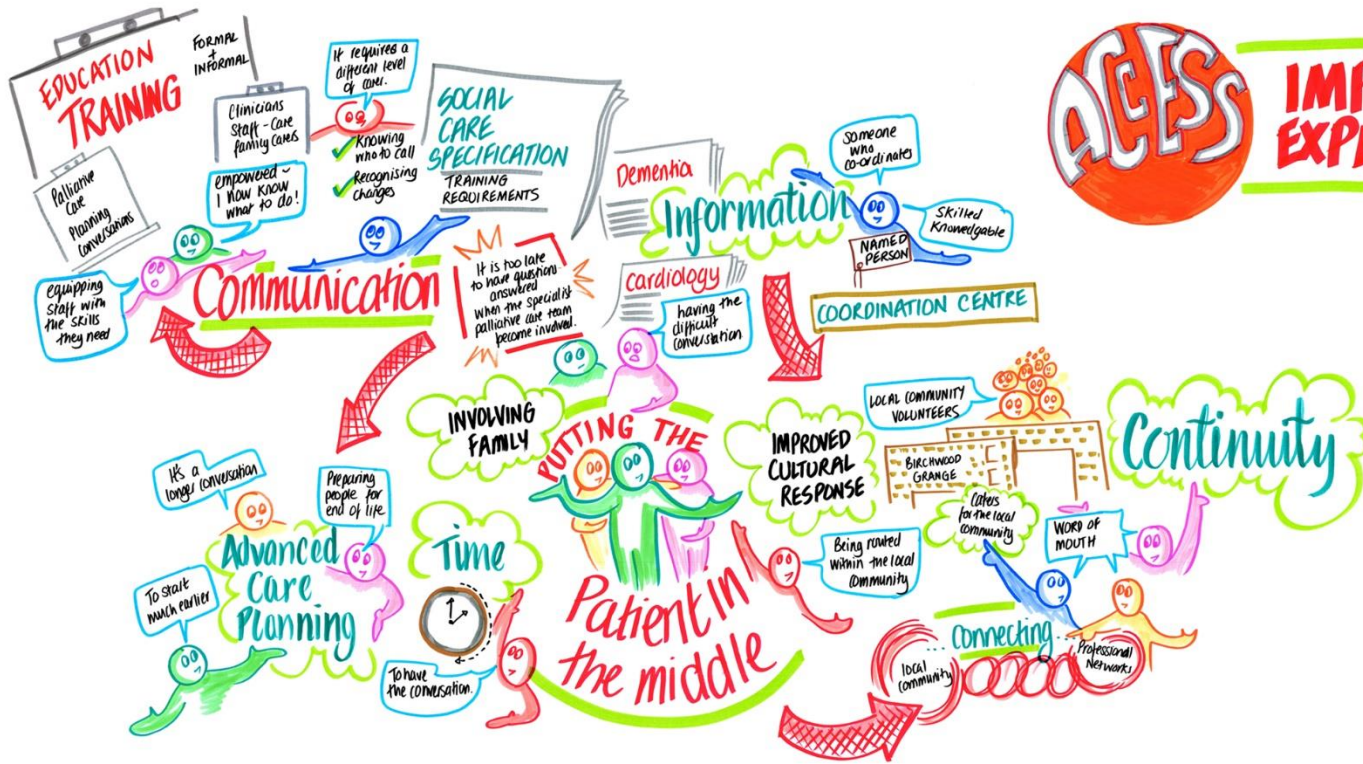 EDUCATION
TRAINING
FORMAL
+
INFORMAL
Clinicians
Staff - Care
family carers
Palliative
Care
Planning
Conversations
It requires a
different level
of carer.
Knowing
who to call
Recognising
changes
empowered -
I now know
what to do!
equipping
staff with
the skills
they need
Communication
SOCIAL
CARE
SPECIFICATION
TRAINING
REQUIREMENTS
It is too late
to have question
answered
when the specialist
palliative care team
become involved.
Dementia
Information
Cardiology
having the
difficult
conversation
Someone
who
co-ordinates
Skilled
Knowedgable
NAMED
PERSON
COORDINATION CENTRE
ACCESS
INVOLVING
FAMILY
PUTTING THE
Patient in
the middle
IMPROVED
CULTURAL
RESPONSE
LOCAL COMMUNITY
VOLUNTEERS
BIRCHWOOD
GRANGE
Continuity
Caters
for the local
community
WORD OF
MOUTH
Being routed
within the local
community
Connecting
local
community
Professional
Networks
It's a
longer conversation
Preparing
people for
end of life
Advanced
Care
Planning
To start
much earlier
Time
To have
the conversation.